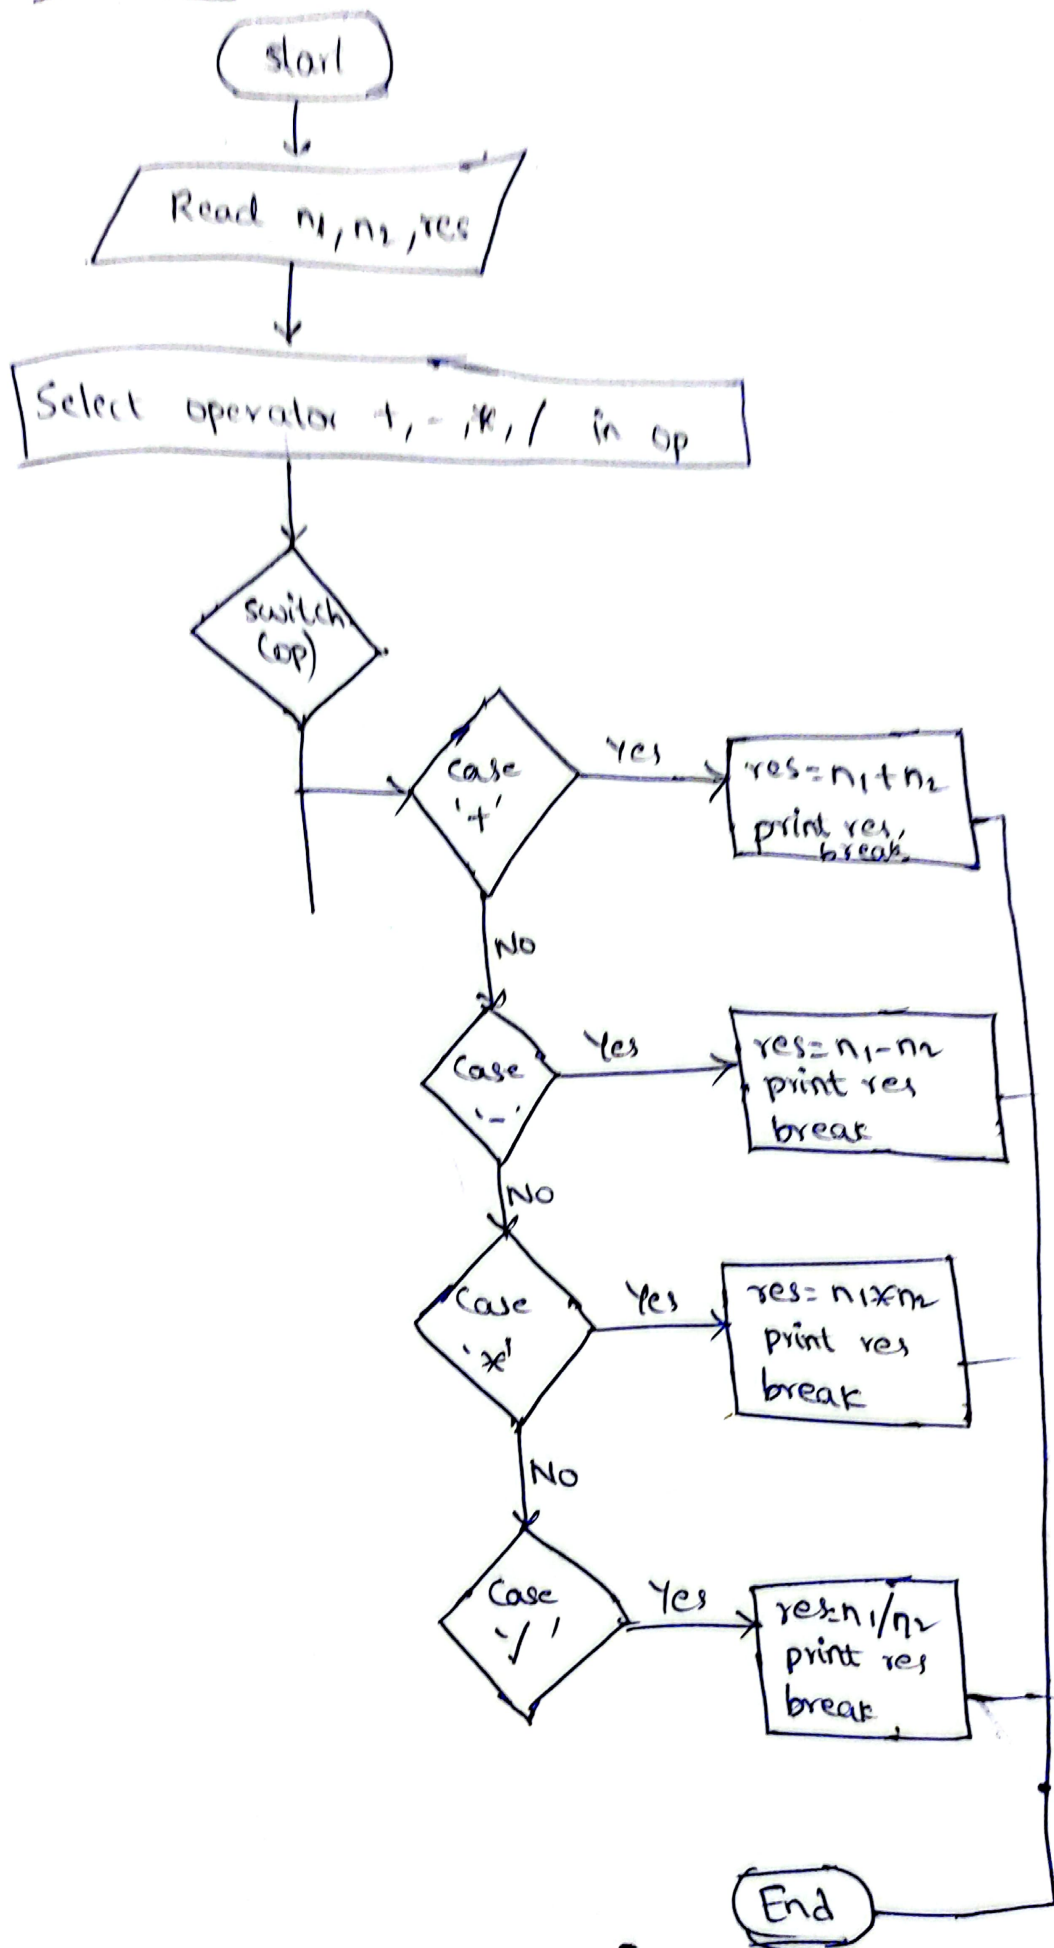 start
Read n1, n2, res
Select operator +, -, *, / in op
switch
(op)
Case
'+'
Yes
res=n1+n2
print res,
break.
NO
Case
'-'
Yes
res=n1-n2
print res
break
NO
Case
'*'
Yes
res=n1*n2
print res
break
NO
Case
'/'
Yes
res=n1/n2
print res
break
End